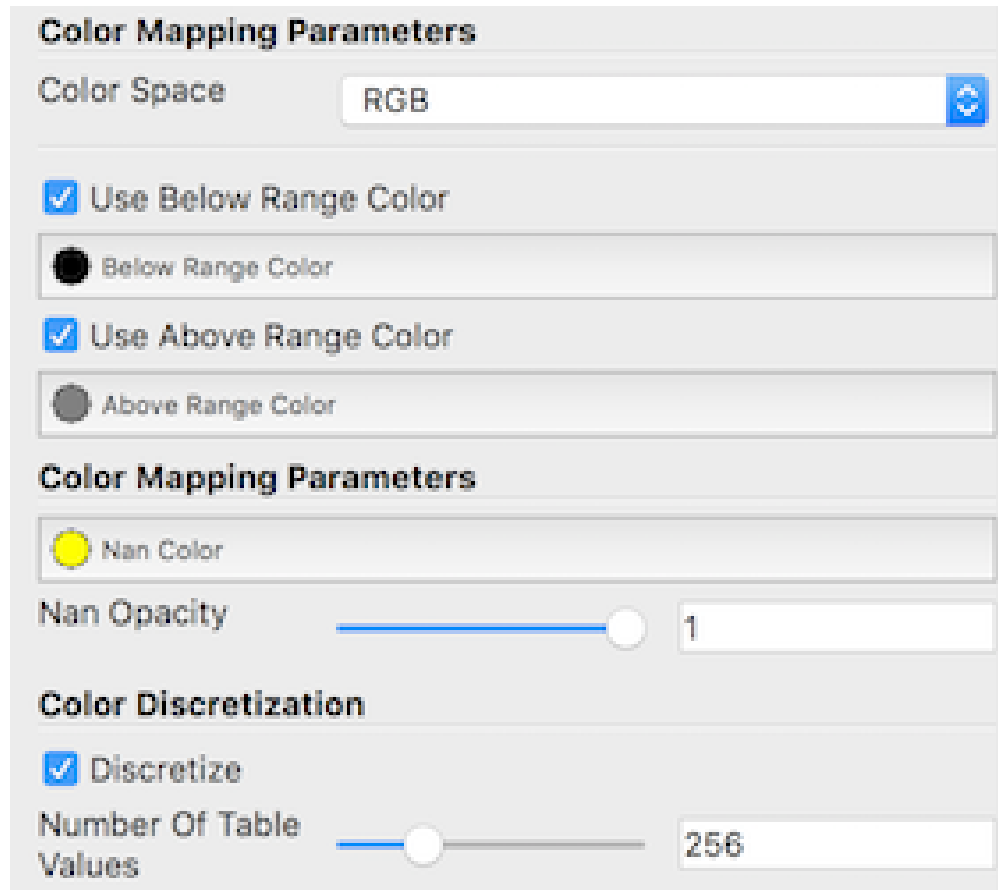 Color Mapping Parameters
Color Space RGB
Use Below Range Color
Below Range Color
Use Above Range Color
Above Range Color
Color Mapping Parameters
Nan Color
Nan Opacity 1
Color Discretization
Discretize
Number Of Table
Values 256